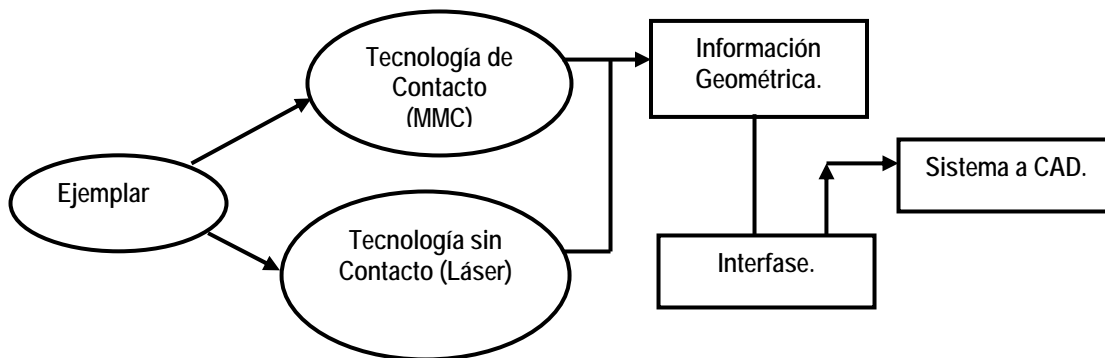 Ejemplar
Tecnología de
Contacto
(MMC)
Tecnología sin
Contacto (Láser)
Información
Geométrica.
Interfase.
Sistema a CAD.